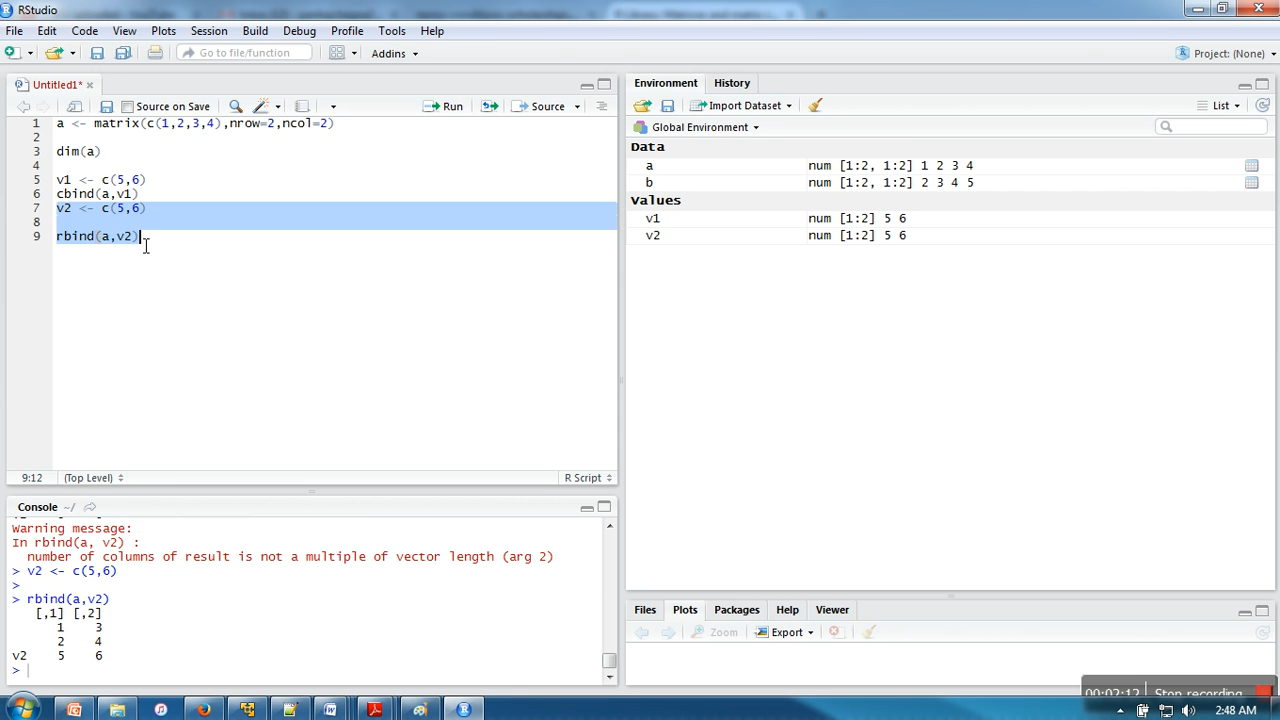 RStudio
File Edit Code View Plots Session Build Debug Profile Tools Help
Go to file/function Addins Project: (None)
Untitled1*
Source on Save Run Source
1 a <- matrix(c(1,2,3,4),nrow=2,ncol=2)
2
3 dim(a)
4
5 v1 <- c(5,6)
6 cbind(a,v1)
7 v2 <- c(5,6)
8
9 rbind(a,v2)
9:12 (Top Level) R Script
Console ~/
Warning message:
In rbind(a, v2) :
number of columns of result is not a multiple of vector length (arg 2)
> v2 <- c(5,6)
>
> rbind(a,v2)
[,1] [,2]
1 3
2 4
v2 5 6
>
Environment History
Import Dataset List
Global Environment
Data
a num [1:2, 1:2] 1 2 3 4
b num [1:2, 1:2] 2 3 4 5
Values
v1 num [1:2] 5 6
v2 num [1:2] 5 6
Files Plots Packages Help Viewer
Zoom Export
00:02:12 Stop recording
2:48 AM